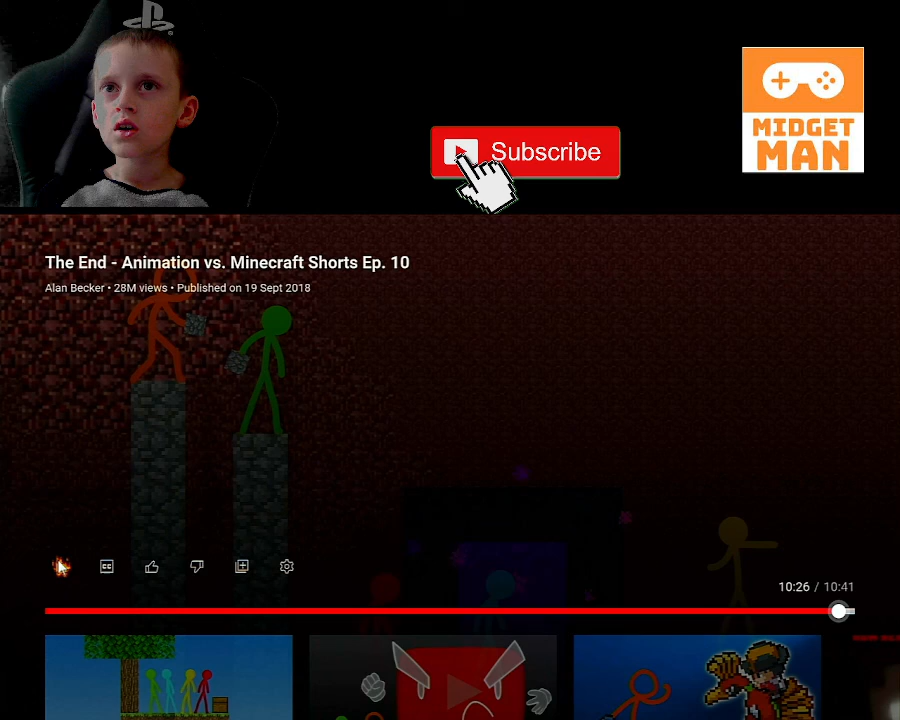 Subscribe
MIDGET
MAN
The End - Animation vs. Minecraft Shorts Ep. 10
Alan Becker • 28M views • Published on 19 Sept 2018
CC
10:26 / 10:41